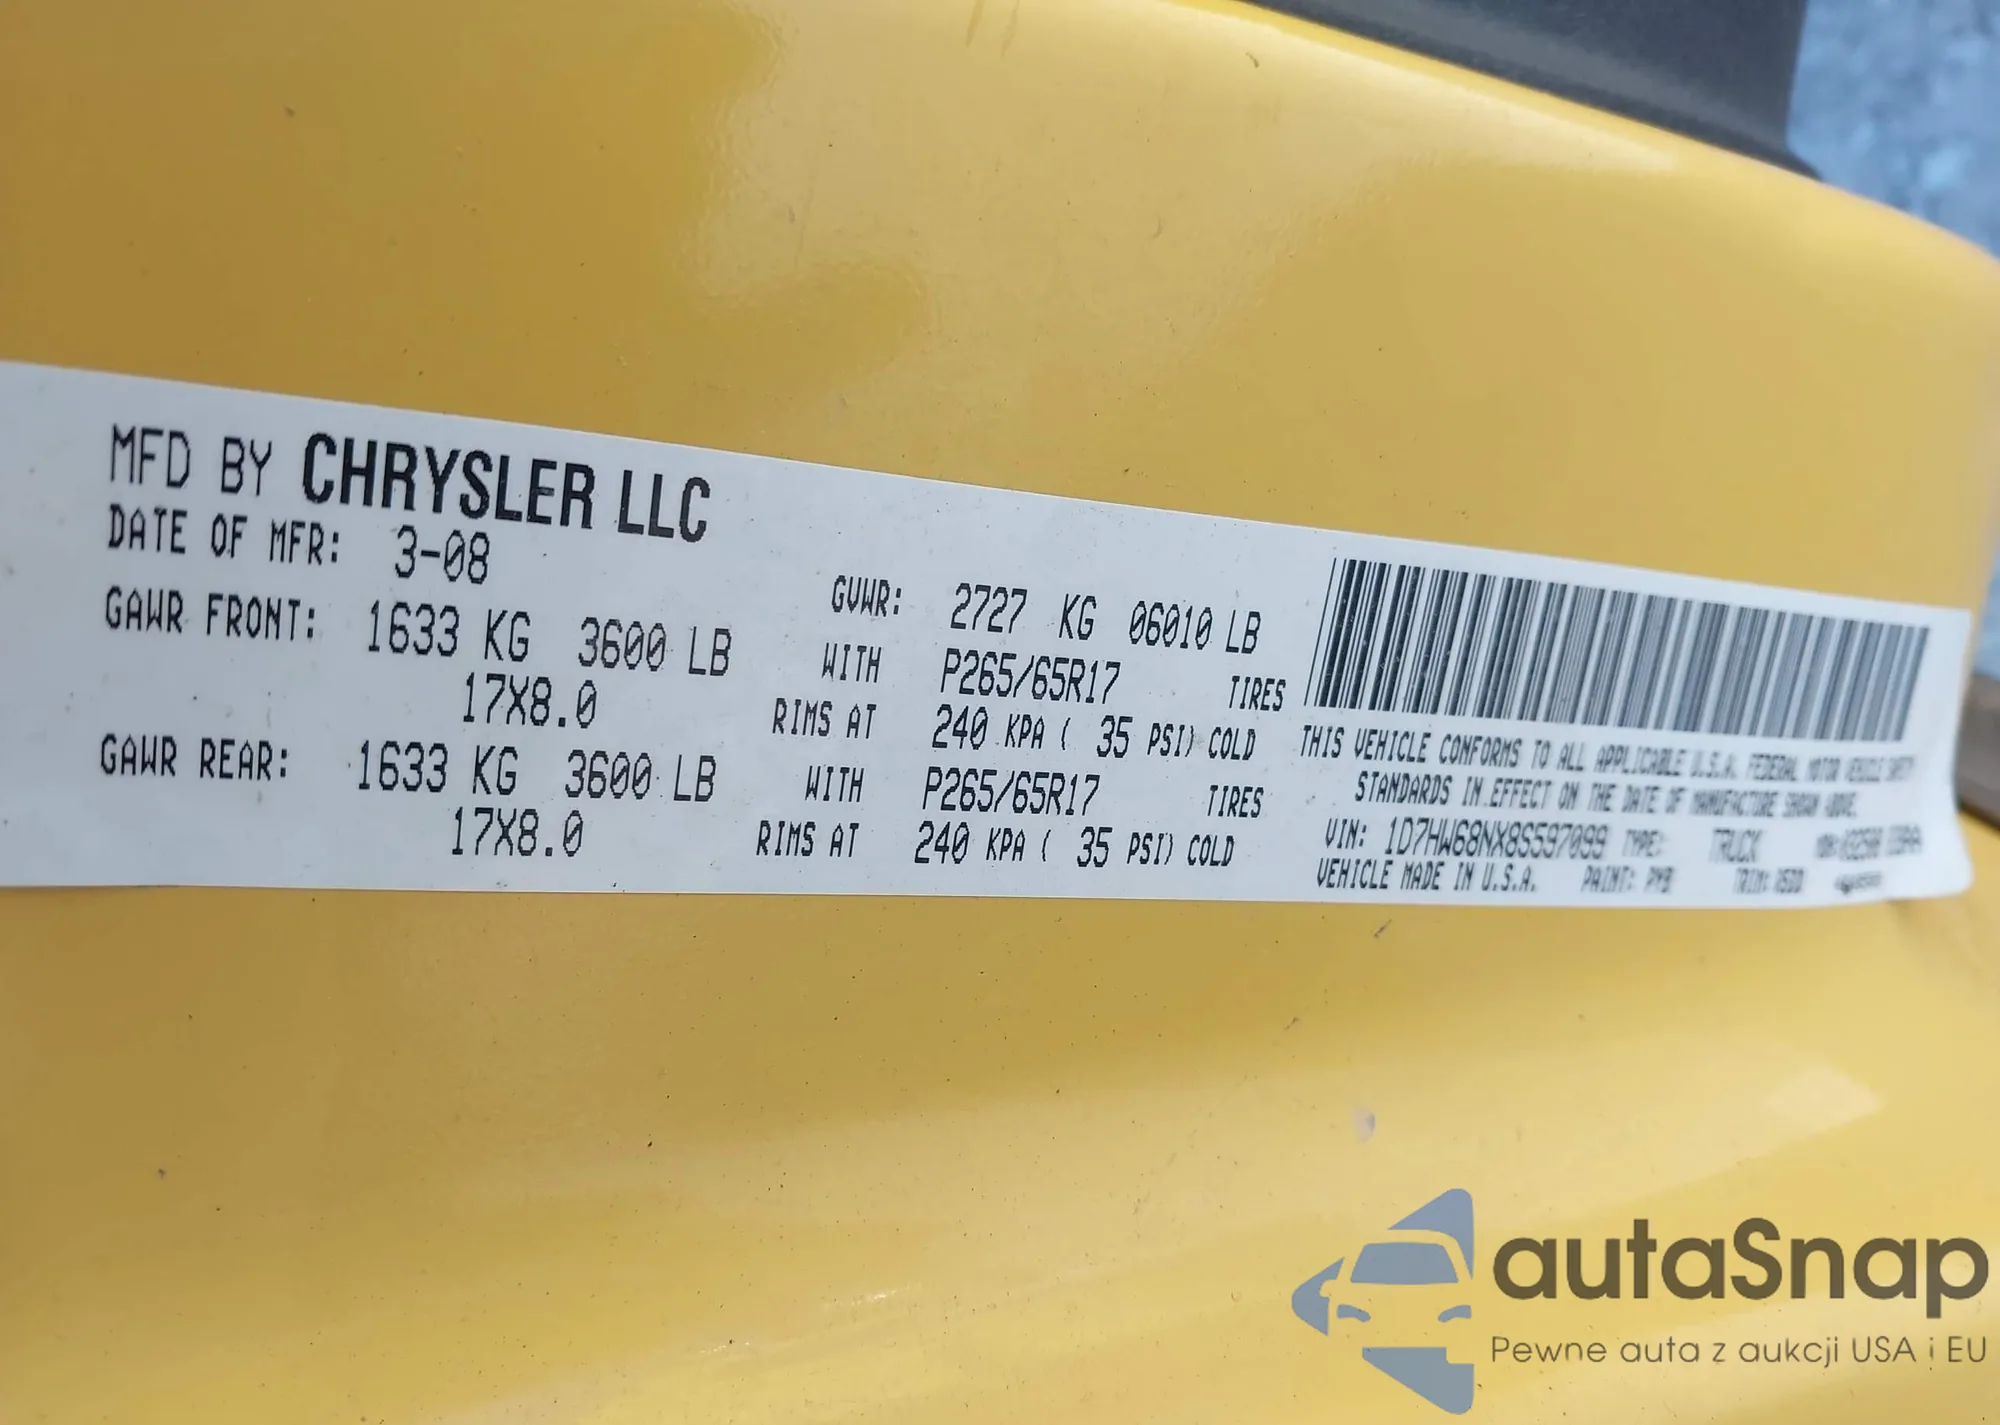 MFD BY CHRYSLER LLC
DATE OF MFR: 3-08 GVWR: 2727 KG 06010 LB
GAWR FRONT: 1633 KG 3600 LB WITH P265/65R17 TIRES
17X8.0 RIMS AT 240 KPA ( 35 PSI) COLD
GAWR REAR: 1633 KG 3600 LB WITH P265/65R17 TIRES
17X8.0 RIMS AT 240 KPA ( 35 PSI) COLD
THIS VEHICLE CONFORMS TO ALL APPLICABLE U.S.A. FEDERAL MOTOR VEHICLE SAFETY
STANDARDS IN EFFECT ON THE DATE OF MANUFACTURE SHOWN ABOVE.
VIN: 1D7HW68NX8S597099 TYPE: TRUCK
VEHICLE MADE IN U.S.A. PAINT: TRIM:
autaSnap
Pewne auta z aukcji USA i EU